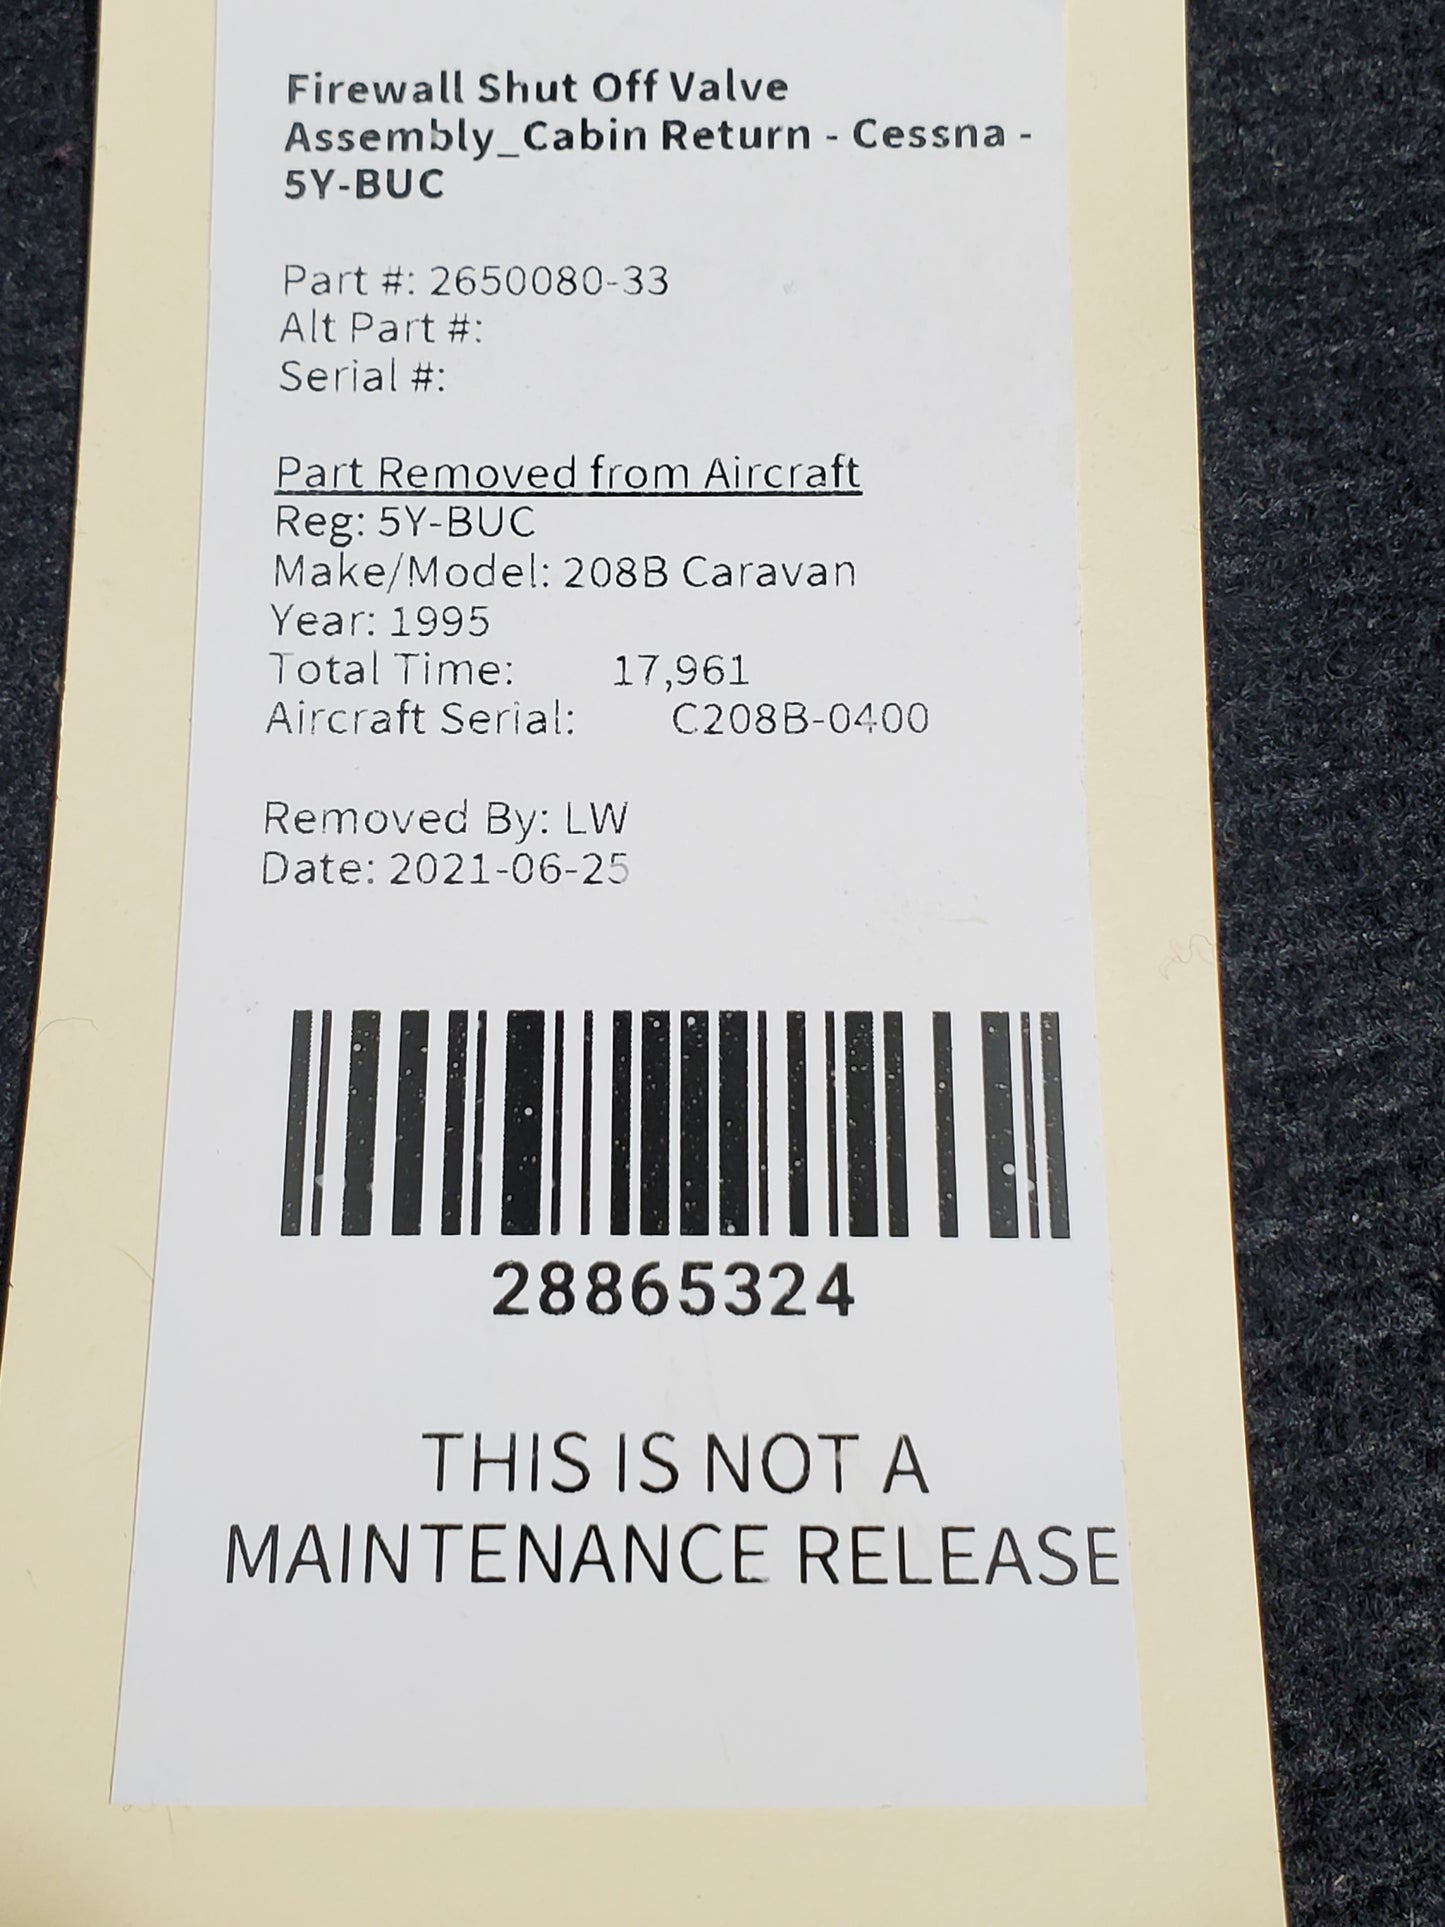 Firewall Shut Off Valve
Assembly_Cabin Return - Cessna -
5Y-BUC
Part #: 2650080-33
Alt Part #:
Serial #:
Part Removed from Aircraft
Reg: 5Y-BUC
Make/Model: 208B Caravan
Year: 1995
Total Time: 17,961
Aircraft Serial: C208B-0400
Removed By: LW
Date: 2021-06-25
28865324
THIS IS NOT A
MAINTENANCE RELEASE